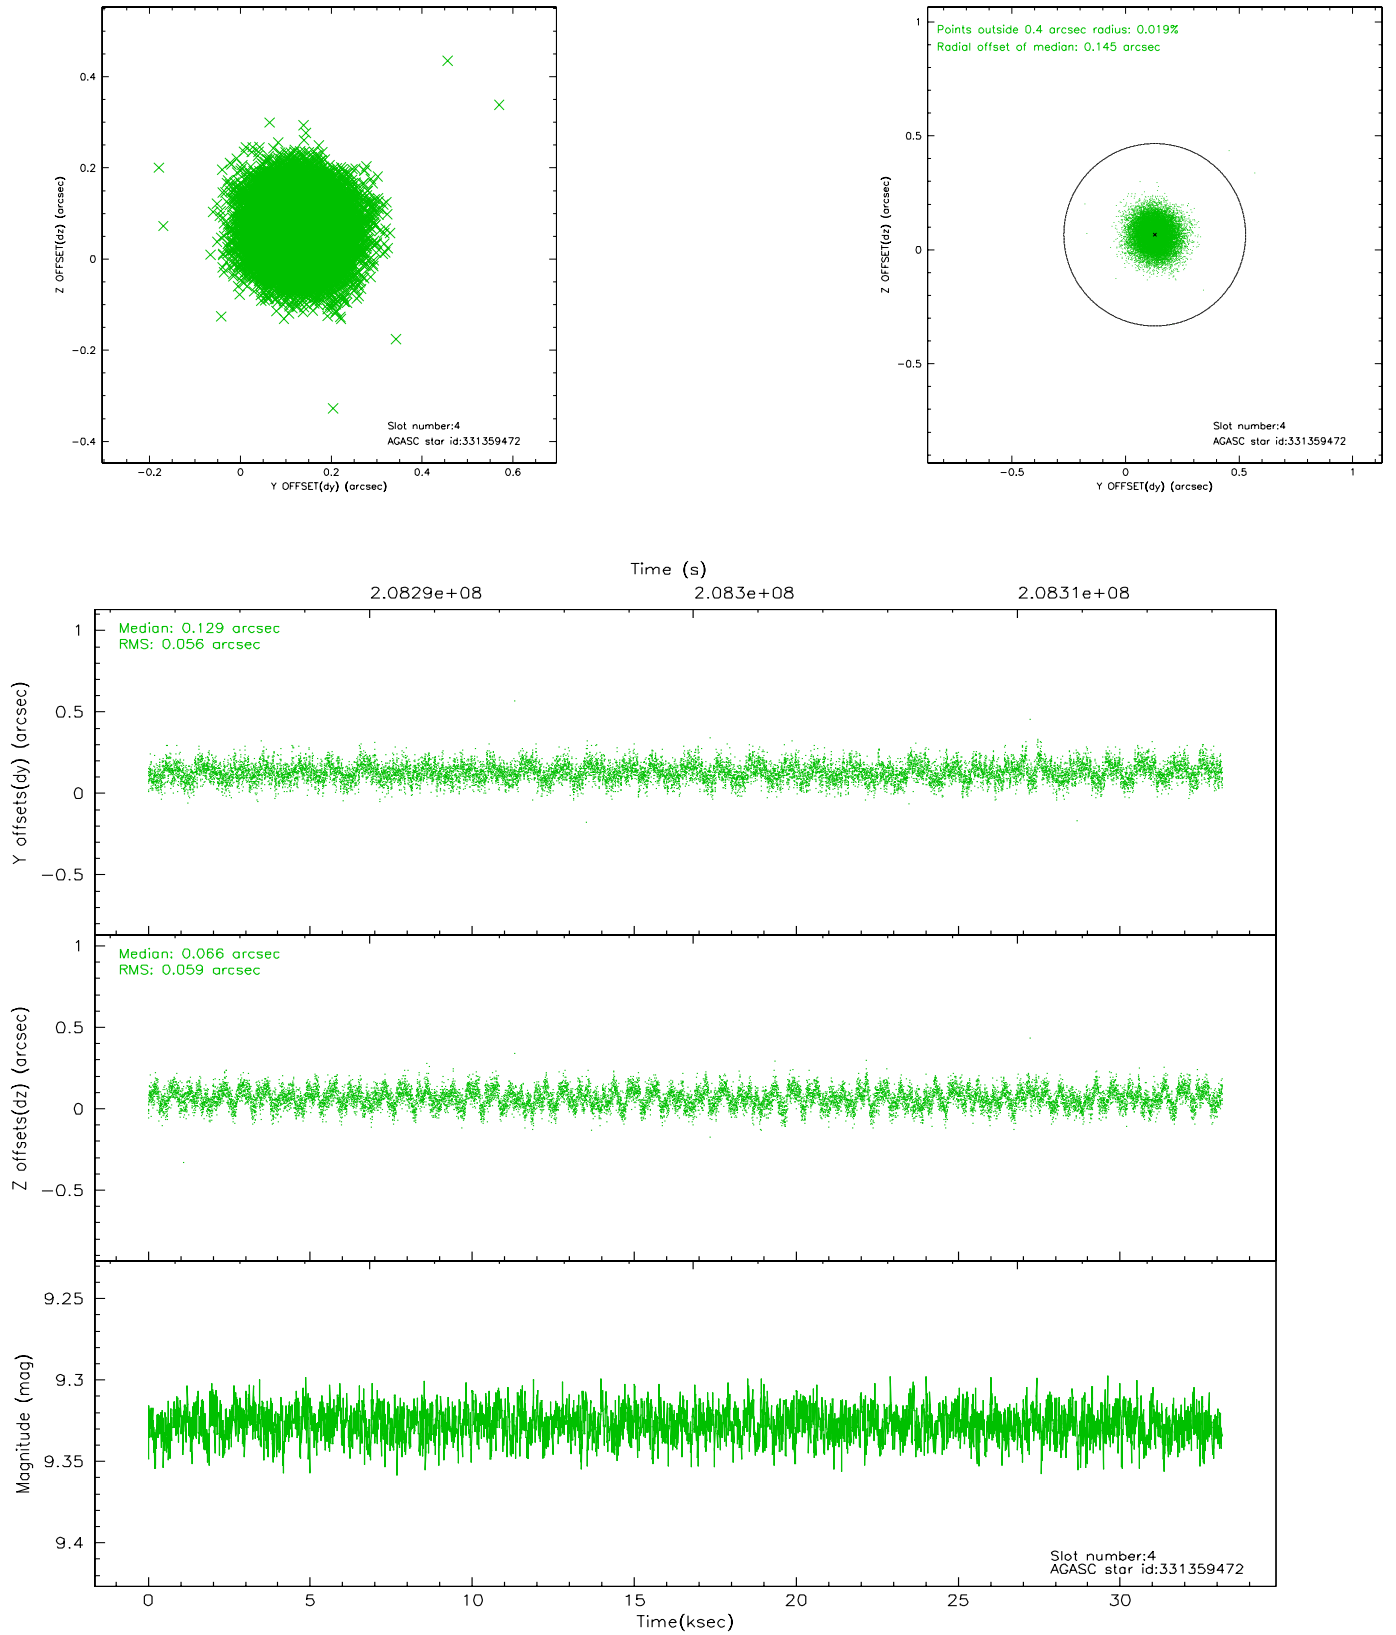 0.4
0.2
0
−0.2
−0.4
Z OFFSET(dz) (arcsec)
Slot number:4
AGASC star id:331359472
−0.2 0 0.2 0.4 0.6
Y OFFSET(dy) (arcsec)
Points outside 0.4 arcsec radius: 0.019%
Radial offset of median: 0.145 arcsec
1
0.5
0
−0.5
Z OFFSET(dz) (arcsec)
Slot number:4
AGASC star id:331359472
−0.5 0 0.5 1
Y OFFSET(dy) (arcsec)
Time (s)
2.0829e+08 2.083e+08 2.0831e+08
Median: 0.129 arcsec
RMS: 0.056 arcsec
1
0.5
0
−0.5
Y offsets(dy) (arcsec)
Median: 0.066 arcsec
RMS: 0.059 arcsec
1
0.5
0
−0.5
Z offsets(dz) (arcsec)
9.25
9.3
9.35
9.4
Magnitude (mag)
Slot number:4
AGASC star id:331359472
0 5 10 15 20 25 30
Time(ksec)